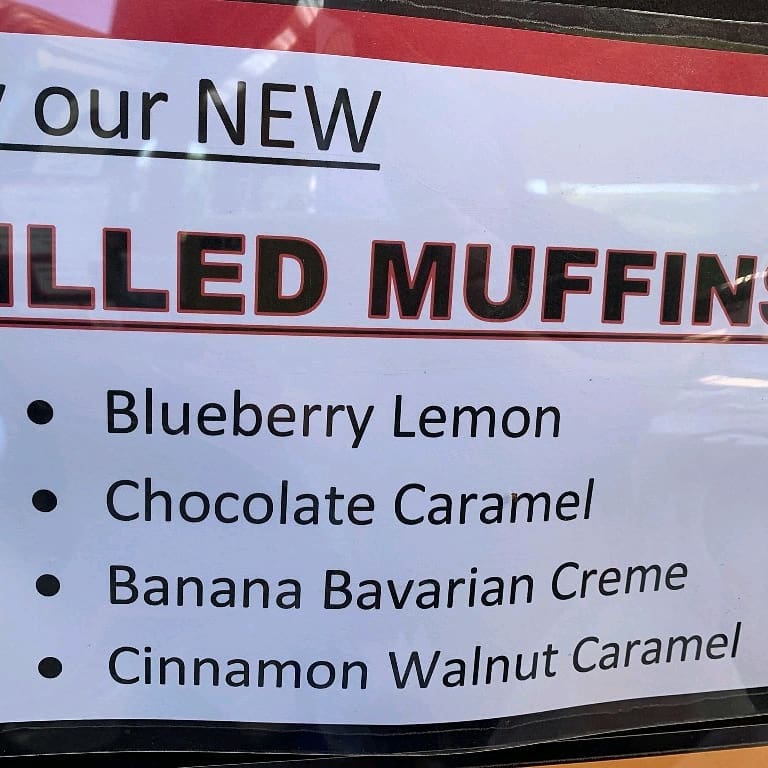 our NEW
ILLED MUFFINS
• Blueberry Lemon
• Chocolate Caramel
• Banana Bavarian Creme
• Cinnamon Walnut Caramel